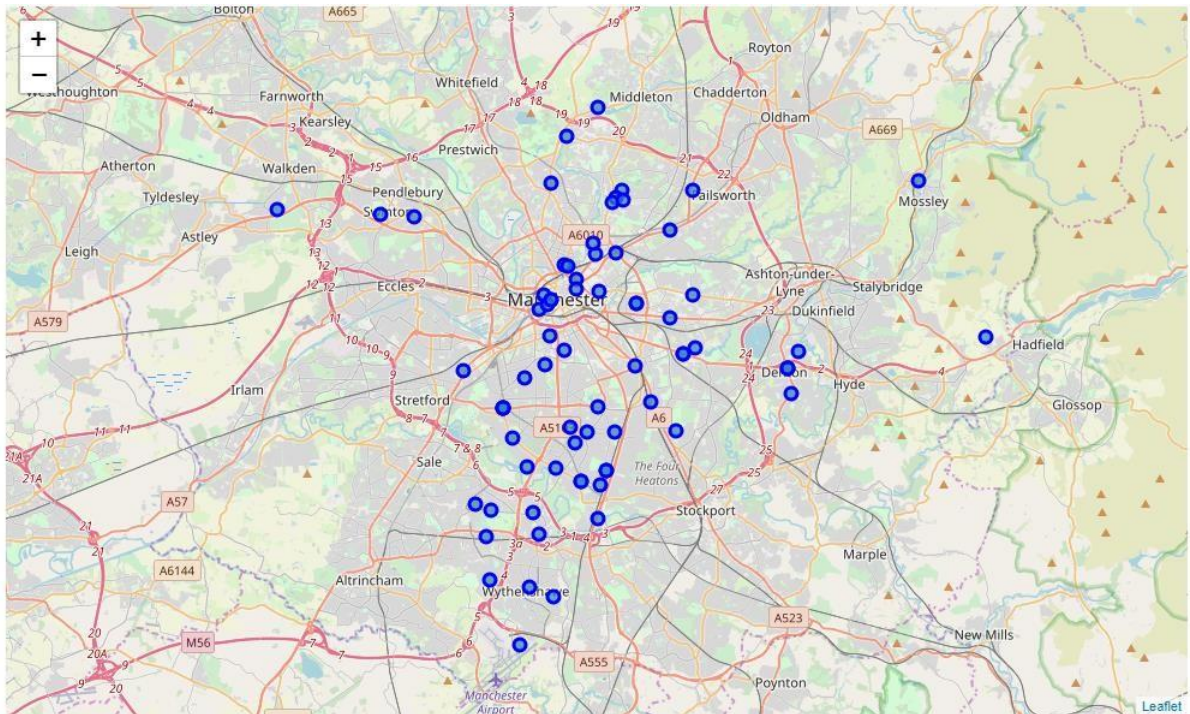 Bolton
A665
Royton
+
−
Westhoughton
Whitefield
Farnworth
Kearsley
Middleton
Chadderton
Oldham
A669
Atherton
Walkden
Prestwich
Tyldesley
Pendlebury
Swinton
Failsworth
Mossley
Astley
Leigh
A6010
Eccles
Manchester
Ashton-under-
Lyne
Stalybridge
Dukinfield
A579
Hadfield
Irlam
Stretford
Denton
Hyde
Glossop
A6
Sale
The Four
Heatons
A57
Stockport
Marple
A6144
Altrincham
Wythenshawe
M56
A523
New Mills
A555
Poynton
Manchester
Airport
Leaflet